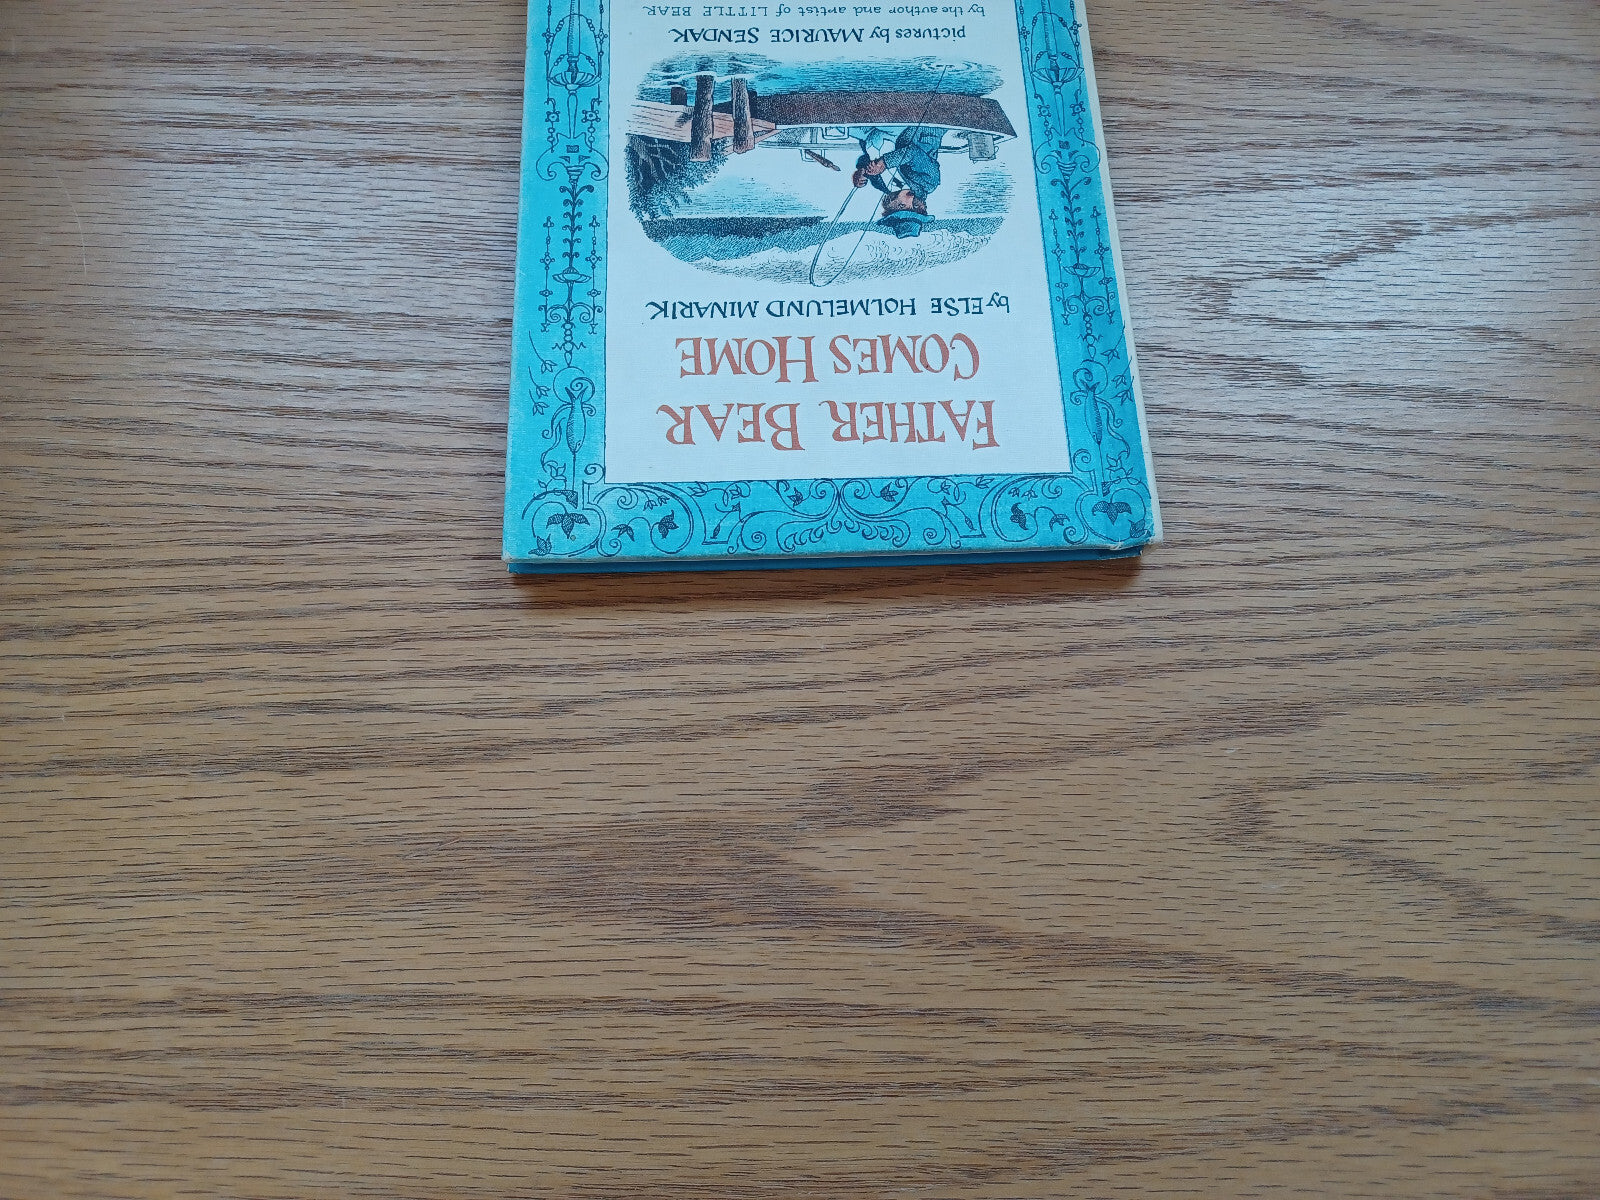 FATHER BEAR
COMES HOME
by ELSE HOLMELUND MINARIK
pictures by MAURICE SENDAK
by the author and artist of LITTLE BEAR